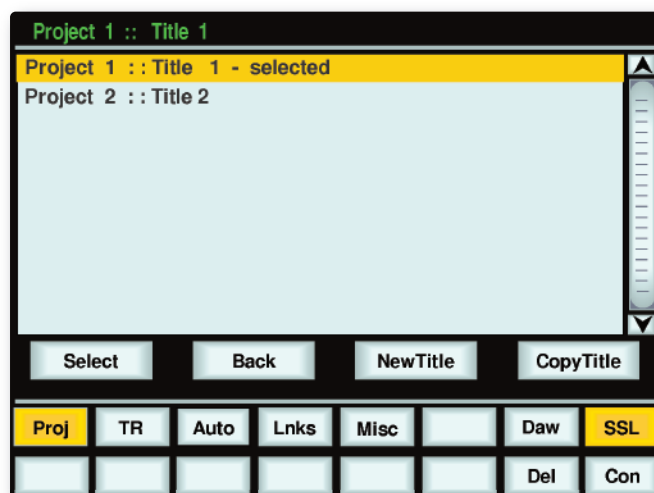 Project 1 :: Title 1
Project 1 :: Title 1 - selected
Project 2 :: Title 2
Select Back NewTitle CopyTitle
Proj TR Auto Lnks Misc Daw SSL
Del Con